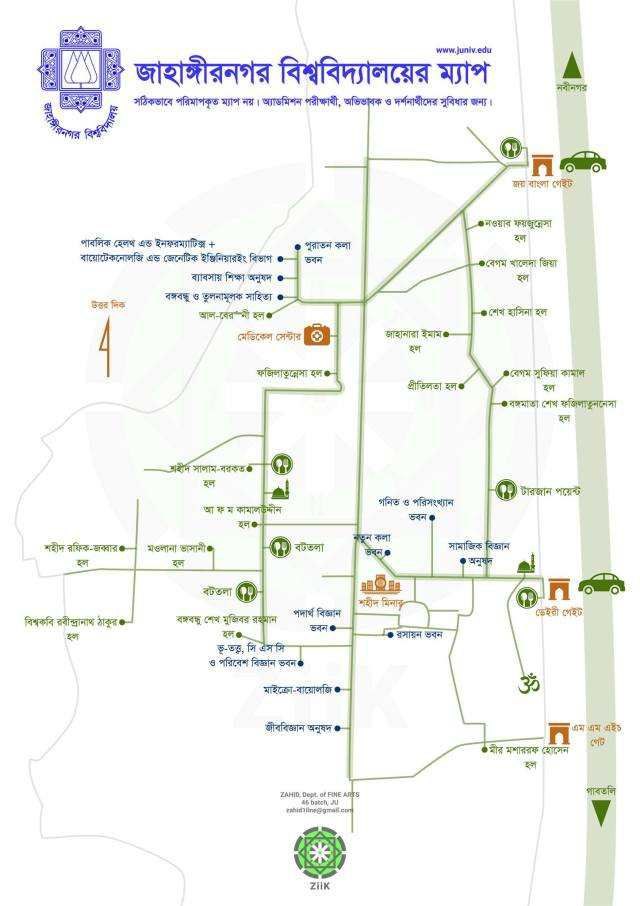 www.juniv.edu
জাহাঙ্গীরনগর বিশ্ববিদ্যালয়ের ম্যাপ
সঠিকভাবে পরিমাপকৃত ম্যাপ নয়। অ্যাডমিশন পরীক্ষার্থী, অভিভাবক ও দর্শনার্থীদের সুবিধার জন্য।
জাহাঙ্গীরনগর বিশ্ববিদ্যালয়
নবীনগর
জয় বাংলা গেইট
নওয়াব ফয়জুন্নেসা
হল
পাবলিক হেলথ এন্ড ইনফরম্যাটিক্স +
বায়োটেকনোলজি এন্ড জেনেটিক ইঞ্জিনিয়ারইং বিভাগ
পুরাতন কলা
ভবন
বেগম খালেদা জিয়া
হল
ব্যাবসায় শিক্ষা অনুষদ
বঙ্গবন্ধু ও তুলনামূলক সাহিত্য
উত্তর দিক
আল-বেরুনী হল
শেখ হাসিনা হল
মেডিকেল সেন্টার
জাহানারা ইমাম
হল
ফজিলাতুন্নেসা হল
প্রীতিলতা হল
বেগম সুফিয়া কামাল
হল
বঙ্গমাতা শেখ ফজিলাতুননেসা
হল
শহীদ সালাম-বরকত
হল
টারজান পয়েন্ট
আ ফ ম কামালউদ্দীন
হল
গনিত ও পরিসংখ্যান
ভবন
নতুন কলা
ভবন
সামাজিক বিজ্ঞান
অনুষদ
শহীদ রফিক-জব্বার
হল
মওলানা ভাসানী
হল
বটতলা
বটতলা
শহীদ মিনার
ডেইরী গেইট
বিশ্বকবি রবীন্দ্রানাথ ঠাকুর
হল
বঙ্গবন্ধু শেখ মুজিবর রহমান
হল
পদার্থ বিজ্ঞান
ভবন
রসায়ন ভবন
ভূ-তত্ত্ব, সি এস সি
ও পরিবেশ বিজ্ঞান ভবন
মাইক্রো-বায়োলজি
জীববিজ্ঞান অনুষদ
এম এম এইচ
গেট
মীর মশাররফ হোসেন
হল
গাবতলি
ZAHID, Dept. of FINE ARTS
46 batch, JU
zahid1line@gmail.com
ZiiK
ZiiK